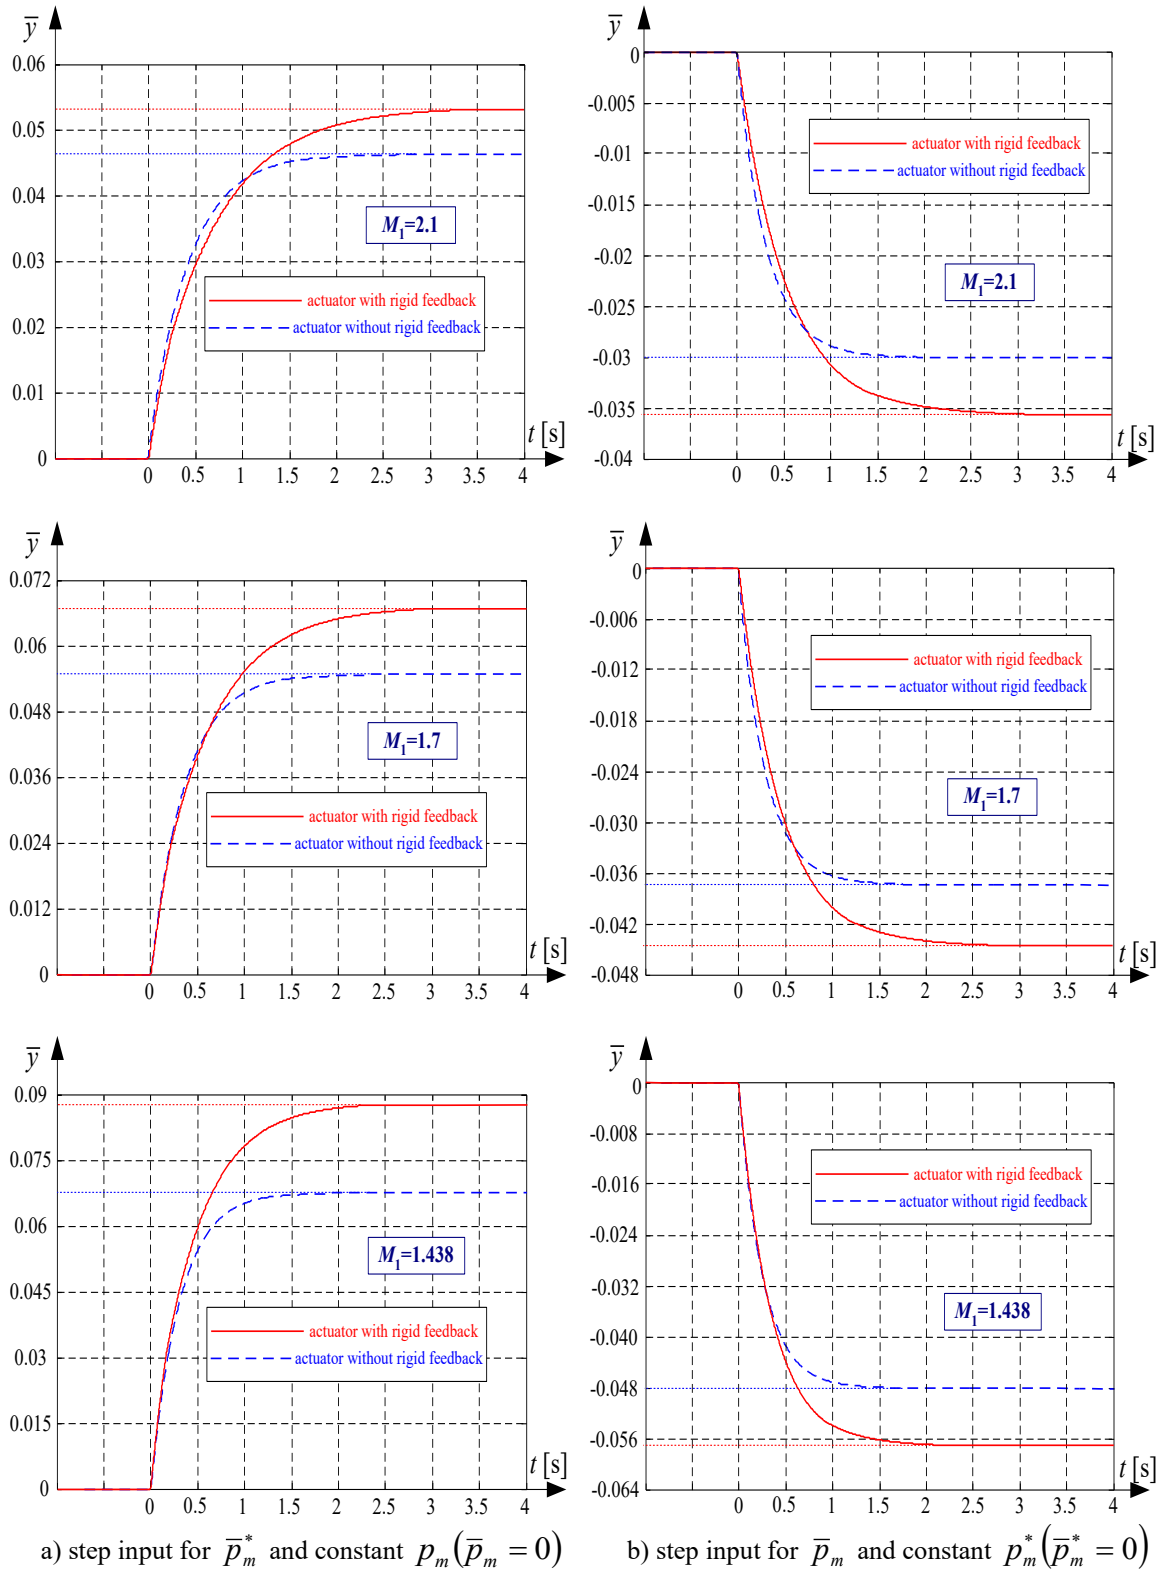 y̅
0.06
0.05
0.04
0.03
0.02
0.01
0
M₁=2.1
actuator with rigid feedback
actuator without rigid feedback
t [s]
0 0.5 1 1.5 2 2.5 3 3.5 4
y̅
0
-0.005
-0.01
-0.015
-0.02
-0.025
-0.03
-0.035
-0.04
actuator with rigid feedback
actuator without rigid feedback
M₁=2.1
t [s]
0 0.5 1 1.5 2 2.5 3 3.5 4
y̅
0.072
0.06
0.048
0.036
0.024
0.012
0
M₁=1.7
actuator with rigid feedback
actuator without rigid feedback
t [s]
0 0.5 1 1.5 2 2.5 3 3.5 4
y̅
0
-0.006
-0.012
-0.018
-0.024
-0.030
-0.036
-0.042
-0.048
actuator with rigid feedback
actuator without rigid feedback
M₁=1.7
t [s]
0 0.5 1 1.5 2 2.5 3 3.5 4
y̅
0.09
0.075
0.06
0.045
0.03
0.015
0
M₁=1.438
actuator with rigid feedback
actuator without rigid feedback
t [s]
0 0.5 1 1.5 2 2.5 3 3.5 4
y̅
0
-0.008
-0.016
-0.024
-0.032
-0.040
-0.048
-0.056
-0.064
actuator with rigid feedback
actuator without rigid feedback
M₁=1.438
t [s]
0 0.5 1 1.5 2 2.5 3 3.5 4
a) step input for p̅*ₘ and constant pₘ(p̅ₘ = 0)
b) step input for p̅ₘ and constant p*ₘ(p̅*ₘ = 0)